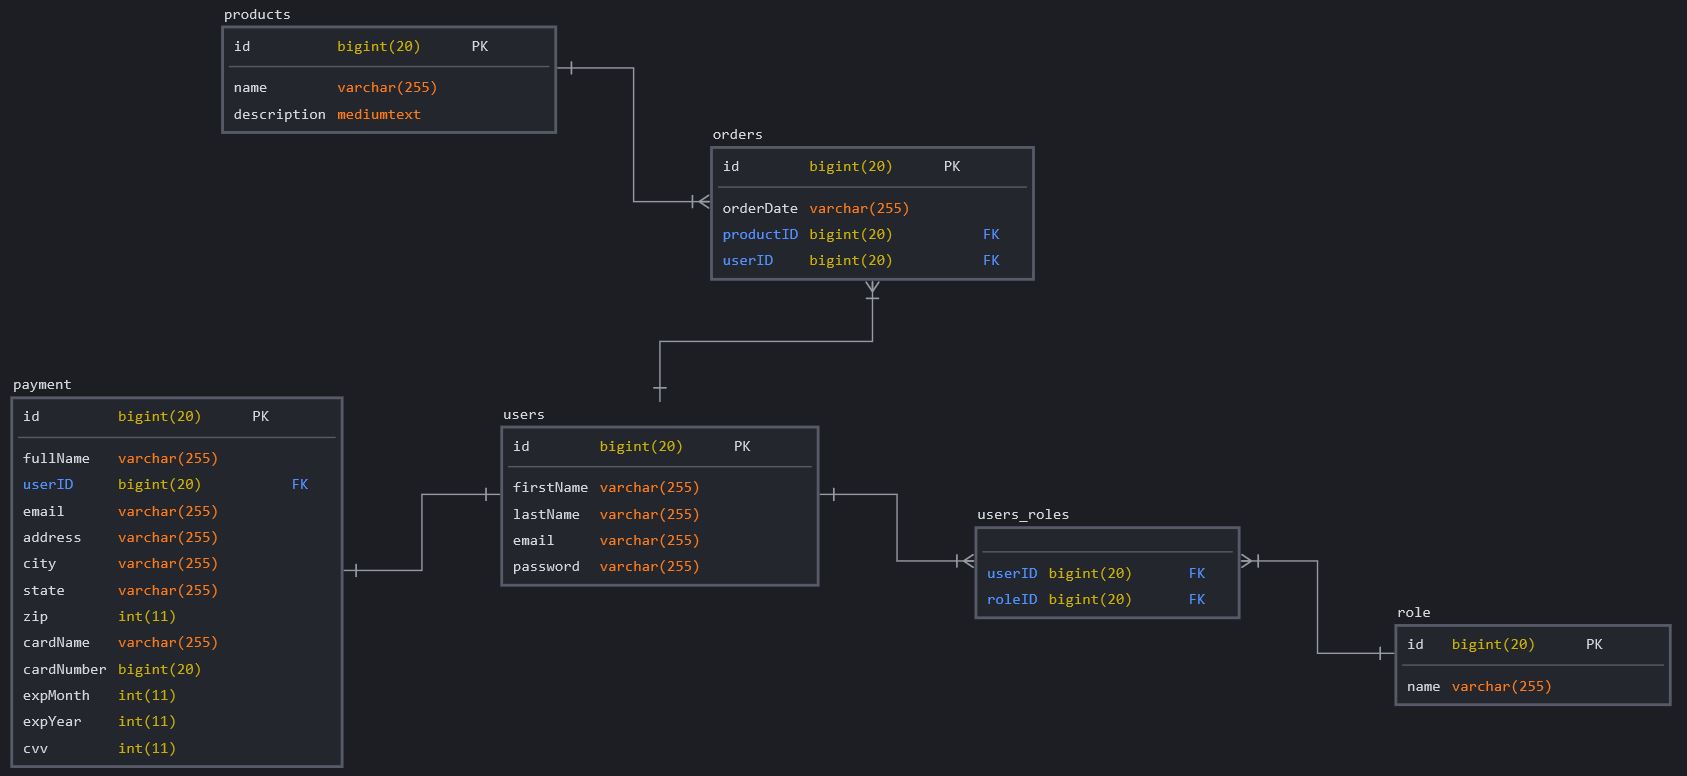 products
id bigint(20) PK
name varchar(255)
description mediumtext
orders
id bigint(20) PK
orderDate varchar(255)
productID bigint(20) FK
userID bigint(20) FK
payment
id bigint(20) PK
fullName varchar(255)
userID bigint(20) FK
email varchar(255)
address varchar(255)
city varchar(255)
state varchar(255)
zip int(11)
cardName varchar(255)
cardNumber bigint(20)
expMonth int(11)
expYear int(11)
cvv int(11)
users
id bigint(20) PK
firstName varchar(255)
lastName varchar(255)
email varchar(255)
password varchar(255)
users_roles
userID bigint(20) FK
roleID bigint(20) FK
role
id bigint(20) PK
name varchar(255)